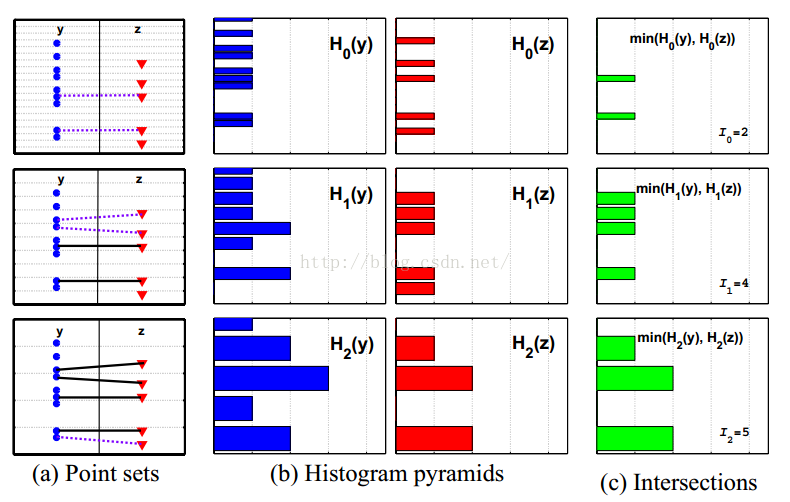 y z
H0(y)
H0(z)
min(H0(y), H0(z))
I0=2
y z
H1(y)
H1(z)
min(H1(y), H1(z))
I1=4
http://blog.csdn.net/
y z
H2(y)
H2(z)
min(H2(y), H2(z))
I2=5
(a) Point sets
(b) Histogram pyramids
(c) Intersections